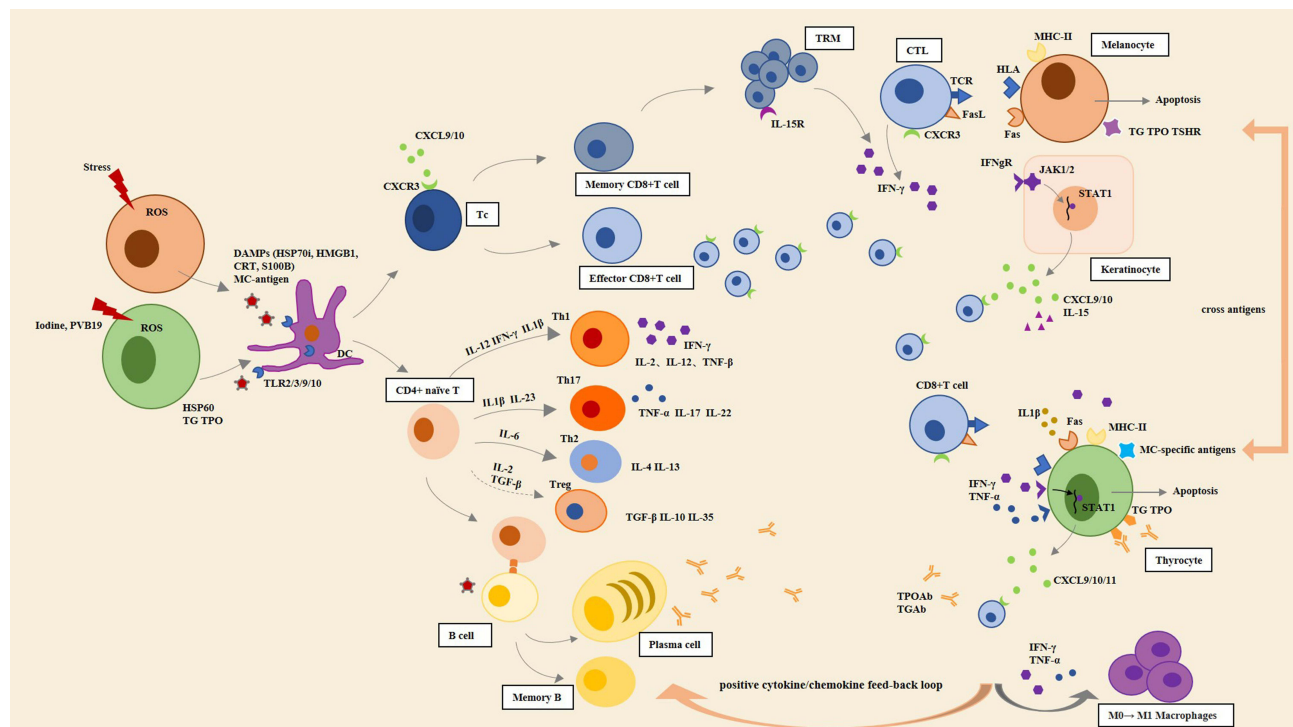 Stress
ROS
Iodine, PVB19
ROS
HSP60
TG TPO
DAMPs (HSP70i, HMGB1,
CRT, S100B)
MC-antigen
DC
TLR2/3/9/10
CXCL9/10
CXCR3
Tc
Memory CD8+T cell
Effector CD8+T cell
TRM
IL-15R
CTL
TCR
FasL
CXCR3
IFN-γ
MHC-II
Melanocyte
HLA
Fas
Apoptosis
TG TPO TSHR
IFNgR
JAK1/2
STAT1
Keratinocyte
CXCL9/10
IL-15
cross antigens
CD4+ naïve T
IL-12 IFN-γ IL1β
Th1
IFN-γ
IL-2、IL-12、TNF-β
IL1β IL-23
Th17
TNF-α IL-17 IL-22
IL-6
Th2
IL-4 IL-13
IL-2
TGF-β
Treg
TGF-β IL-10 IL-35
B cell
Plasma cell
Memory B
CD8+T cell
IL1β
Fas
MHC-II
MC-specific antigens
IFN-γ
TNF-α
STAT1
Apoptosis
TG TPO
Thyrocyte
CXCL9/10/11
TPOAb
TGAb
positive cytokine/chemokine feed-back loop
IFN-γ
TNF-α
M0→ M1 Macrophages